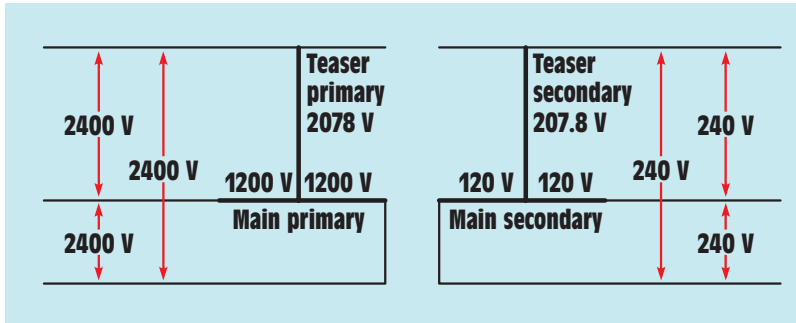 Teaser
primary
2078 V
2400 V
2400 V
1200 V 1200 V
Main primary
2400 V
Teaser
secondary
207.8 V
240 V
240 V
120 V 120 V
Main secondary
240 V